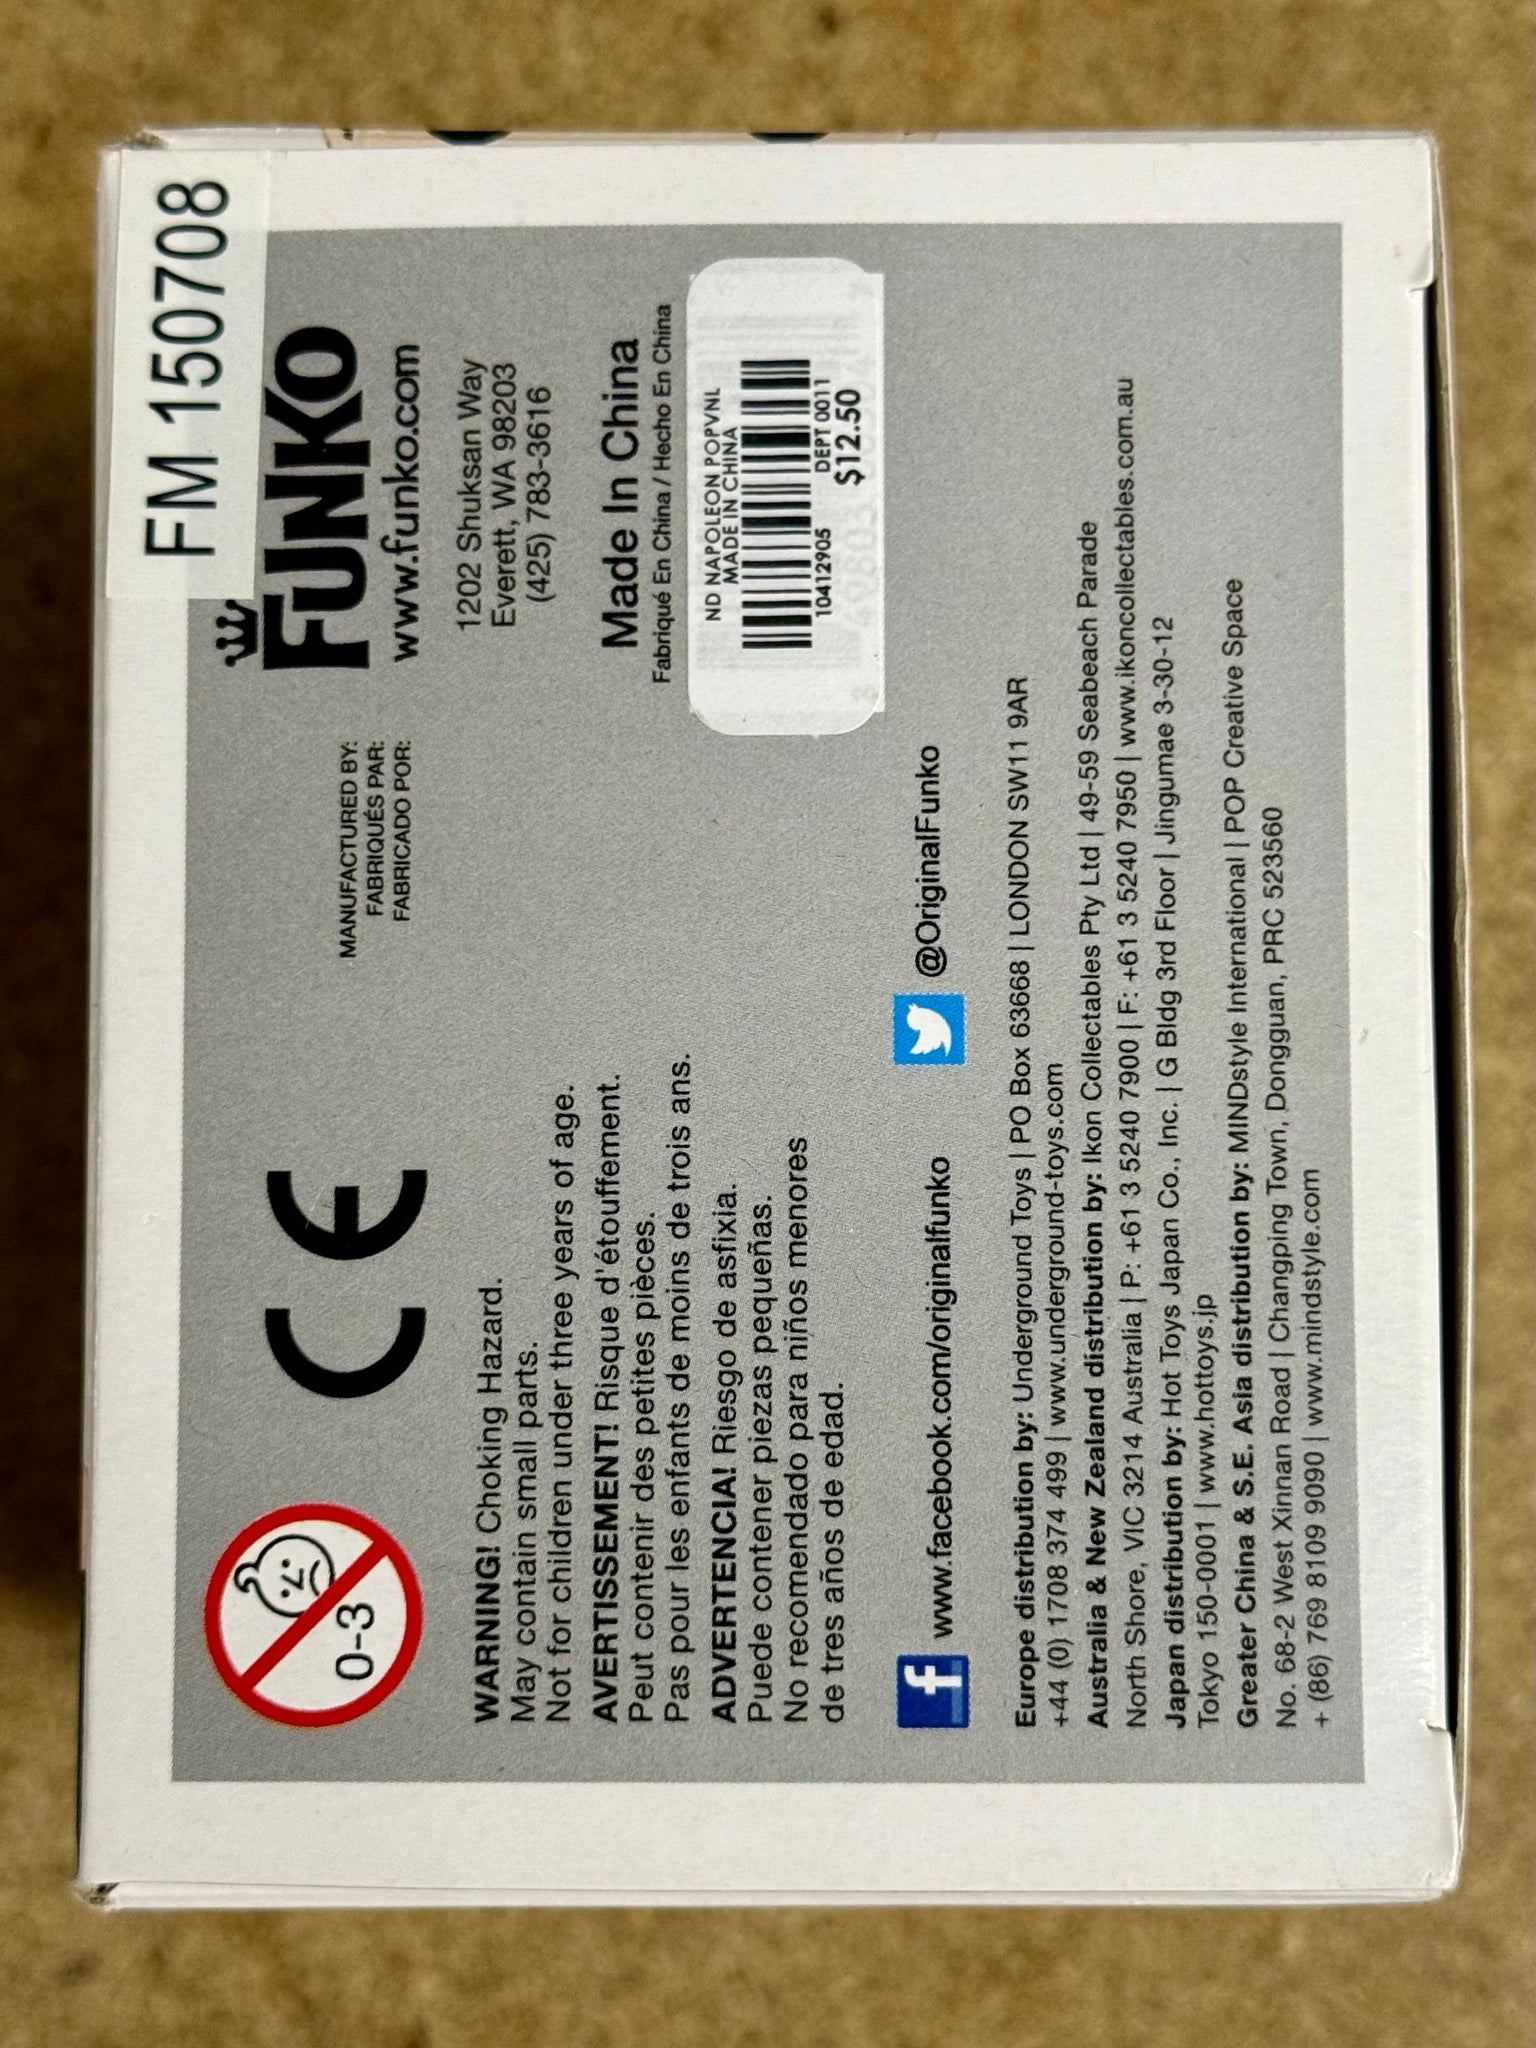 FM 150708
0-3
CE
MANUFACTURED BY:
FABRIQUÉS PAR:
FABRICADO POR:
FUNKO
www.funko.com
1202 Shuksan Way
Everett, WA 98203
(425) 783-3616
Made In China
Fabriqué En China / Hecho En China
ND NAPOLEON POPVNL
MADE IN CHINA
10412905 DEPT 0011
$12.50
WARNING! Choking Hazard.
May contain small parts.
Not for children under three years of age.
AVERTISSEMENT! Risque d'étouffement.
Peut contenir des petites pièces.
Pas pour les enfants de moins de trois ans.
ADVERTENCIA! Riesgo de asfixia.
Puede contener piezas pequeñas.
No recomendado para niños menores
de tres años de edad.
f www.facebook.com/originalfunko
@OriginalFunko
Europe distribution by: Underground Toys | PO Box 63668 | LONDON SW11 9AR
+44 (0) 1708 374 499 | www.underground-toys.com
Australia & New Zealand distribution by: Ikon Collectables Pty Ltd | 49-59 Seabeach Parade
North Shore, VIC 3214 Australia | P: +61 3 5240 7900 | F: +61 3 5240 7950 | www.ikoncollectables.com.au
Japan distribution by: Hot Toys Japan Co., Inc. | G Bldg 3rd Floor | Jingumae 3-30-12
Tokyo 150-0001 | www.hottoys.jp
Greater China & S.E. Asia distribution by: MINDstyle International | POP Creative Space
No. 68-2 West Xinnan Road | Changping Town, Dongguan, PRC 523560
+ (86) 769 8109 9090 | www.mindstyle.com